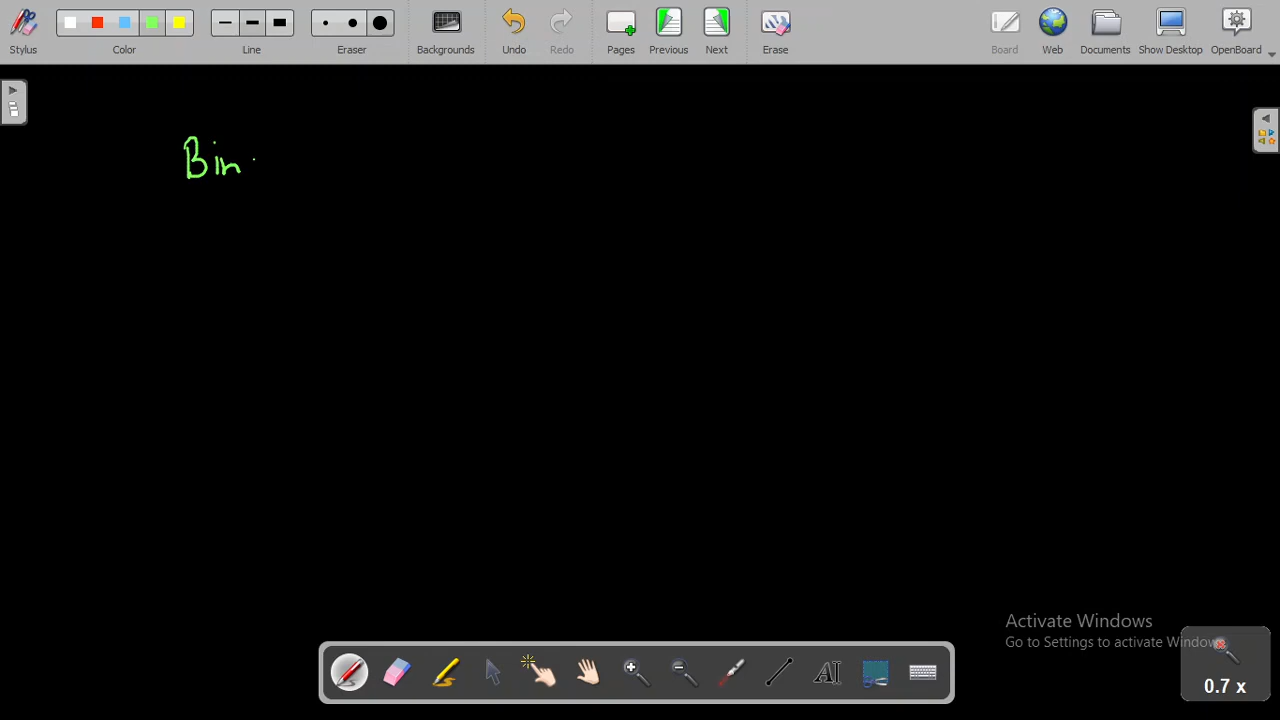 Stylus Color Line Eraser Backgrounds Undo Redo Pages Previous Next Erase Board Web Documents Show Desktop OpenBoard
Bin
Activate Windows
Go to Settings to activate Windows
0.7 x